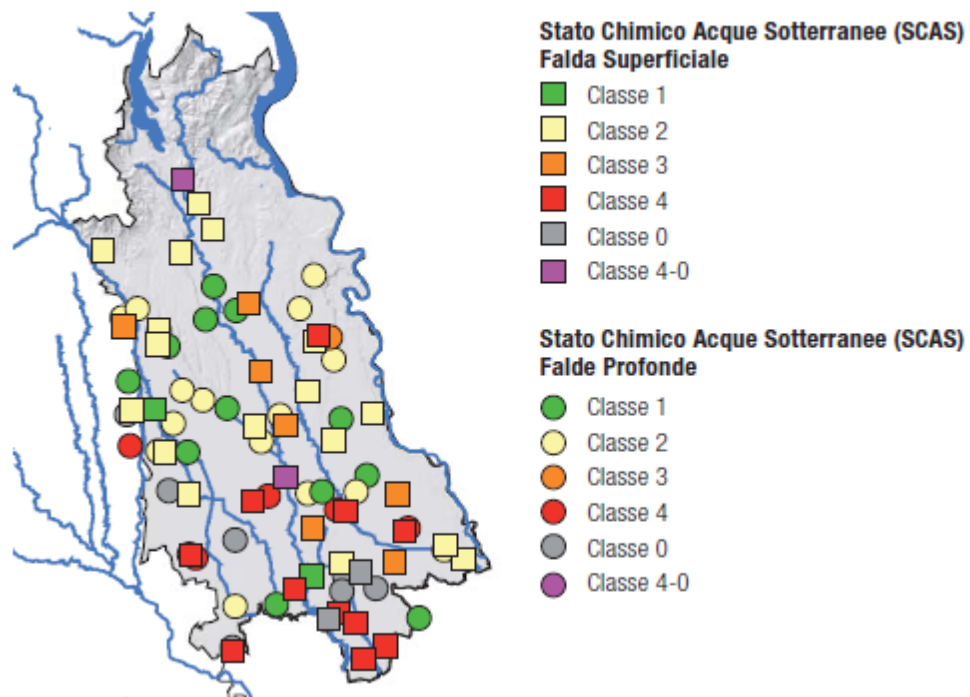 Stato Chimico Acque Sotterranee (SCAS)
Falda Superficiale
Classe 1
Classe 2
Classe 3
Classe 4
Classe 0
Classe 4-0
Stato Chimico Acque Sotterranee (SCAS)
Falde Profonde
Classe 1
Classe 2
Classe 3
Classe 4
Classe 0
Classe 4-0